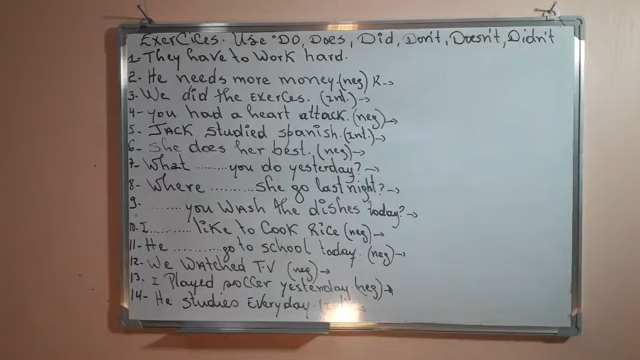 Exercices. Use "Do, Does, Did, Don't, Doesn't, Didn't
1- They have to work hard.
2- He needs more money. (neg) R→
3- We did the Exerces. (Int.)→
4- you had a heart attack. (neg)→
5- JACK studied spanish. (Int.)→
6- She does her best. (neg)→
7- What ....... you do yesterday?→
8- Where ......... she go last night?→
9- ....... you wash the dishes today?→
10- I ........ like to Cook Rice (neg)→
11- He ......... go to school today. (neg)→
12- We Watched T.V (neg)→
13- I Played soccer yesterday. (neg)→
14- He studies Everyday.